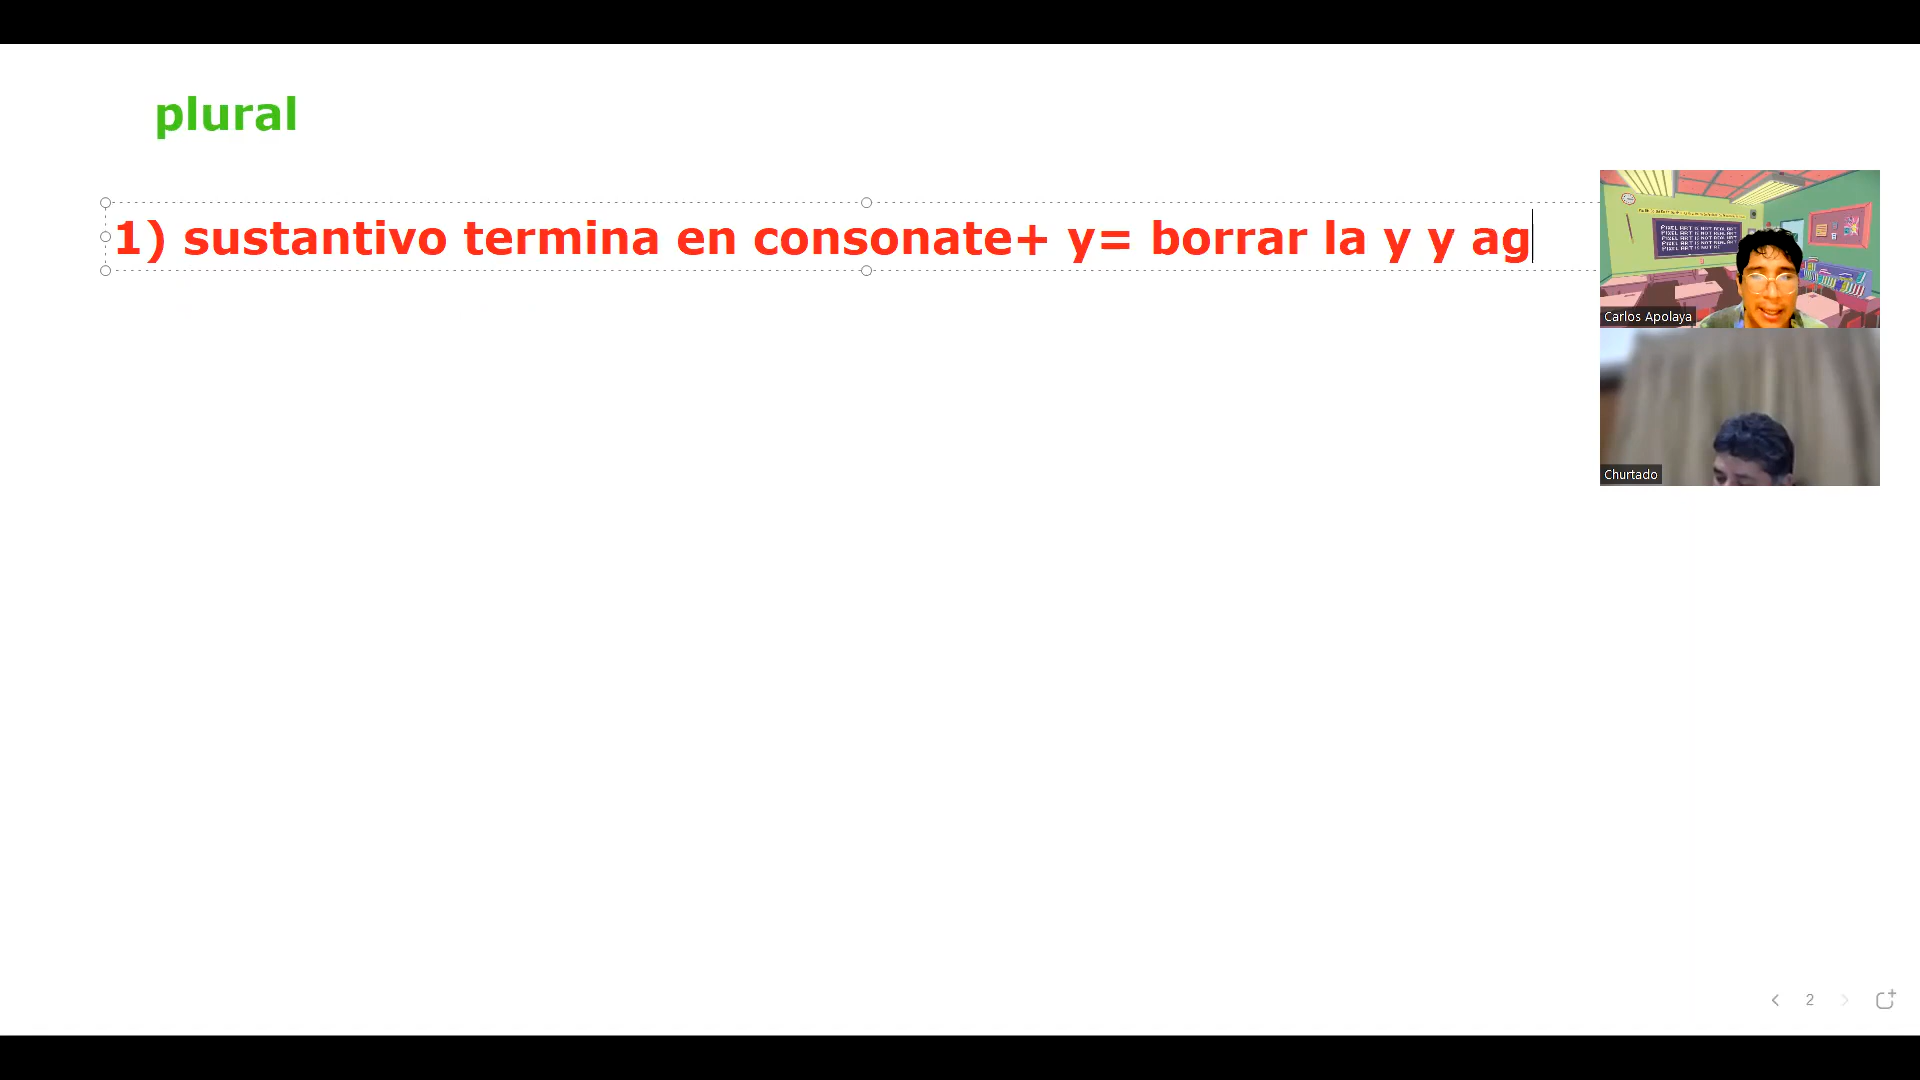 plural
1) sustantivo termina en consonate+ y= borrar la y y ag
Carlos Apolaya
Churtado
2